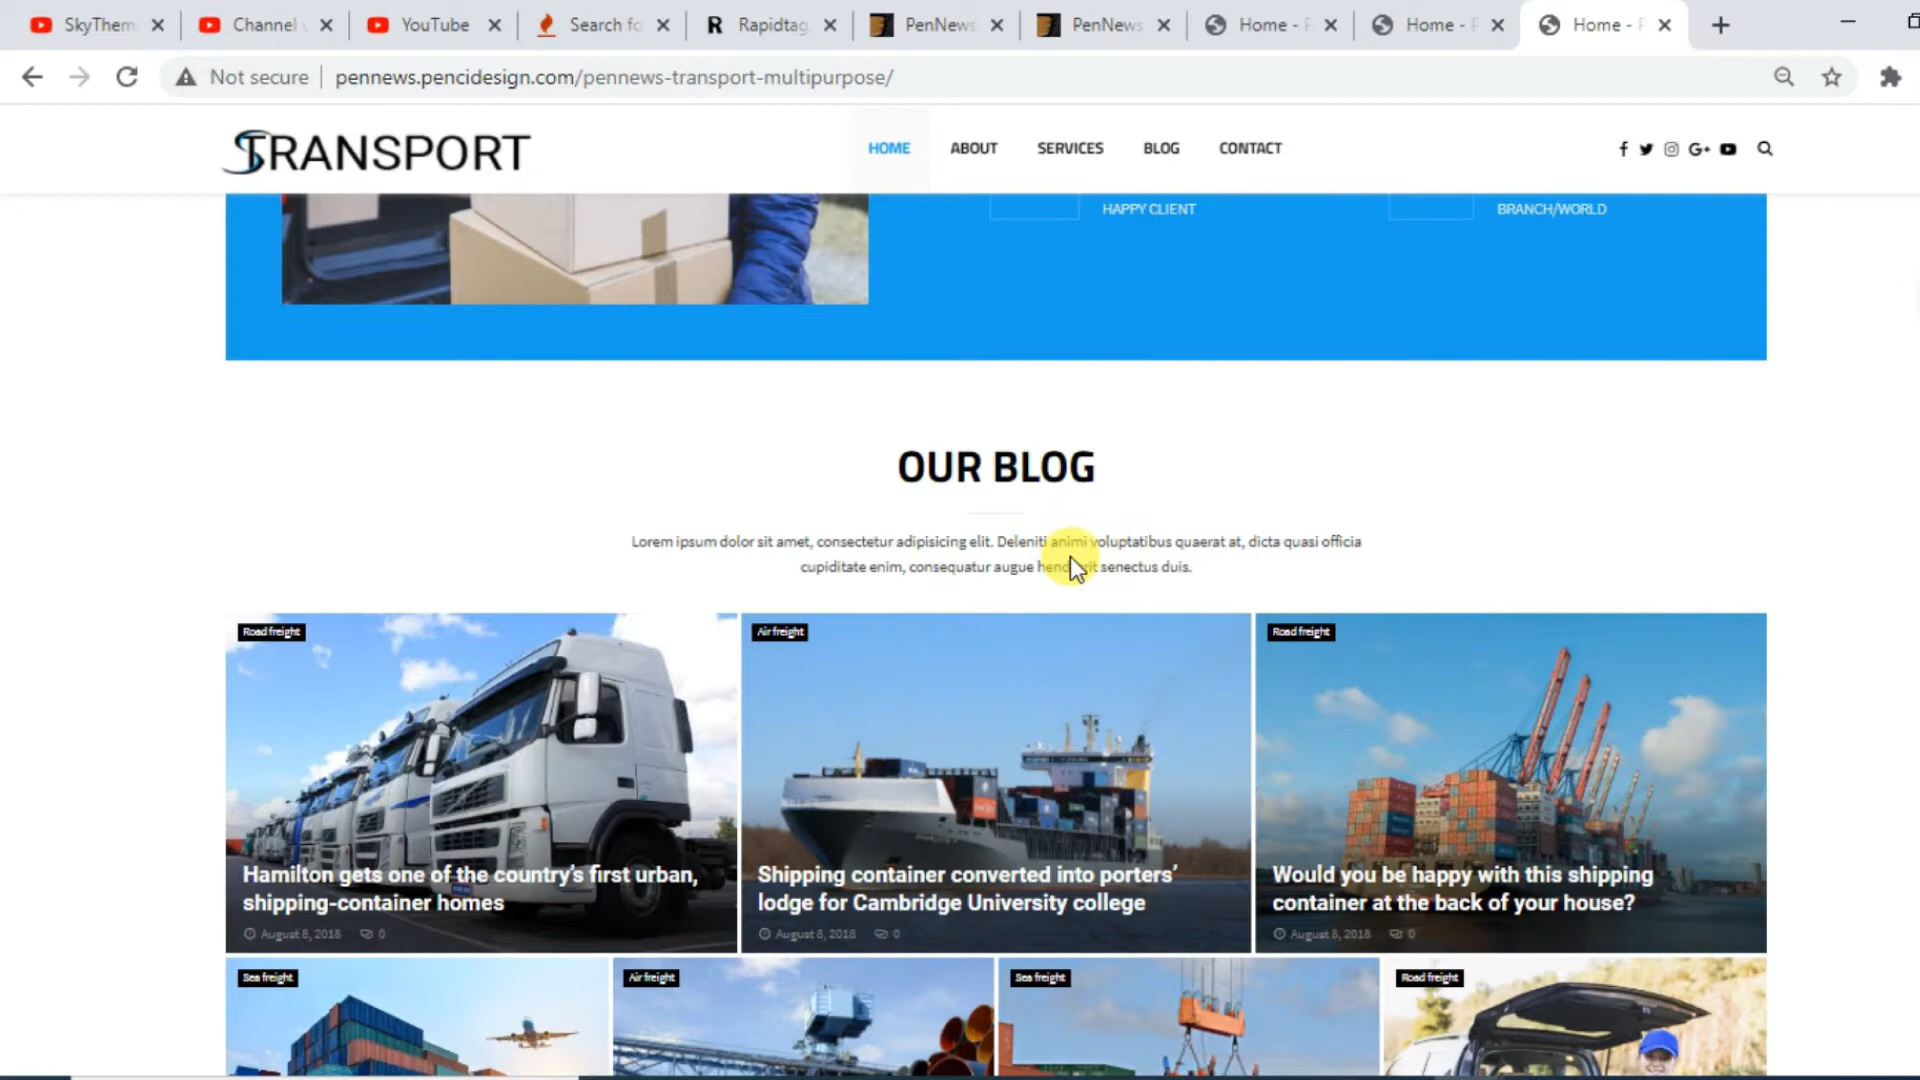 SkyThem
Channel
YouTube
Search fo
Rapidtag
PenNews
PenNews
Home -
Home -
Home -
Not secure
pennews.pencidesign.com/pennews-transport-multipurpose/
TRANSPORT
HOME
ABOUT
SERVICES
BLOG
CONTACT
HAPPY CLIENT
BRANCH/WORLD
OUR BLOG
Lorem ipsum dolor sit amet, consectetur adipisicing elit. Deleniti animi voluptatibus quaerat at, dicta quasi officia
cupiditate enim, consequatur augue hendrerit senectus duis.
Road freight
Air freight
Road freight
Hamilton gets one of the country's first urban,
shipping-container homes
August 8, 2018 0
Shipping container converted into porters'
lodge for Cambridge University college
August 8, 2018 0
Would you be happy with this shipping
container at the back of your house?
August 8, 2018 0
Sea freight
Air freight
Sea freight
Road freight